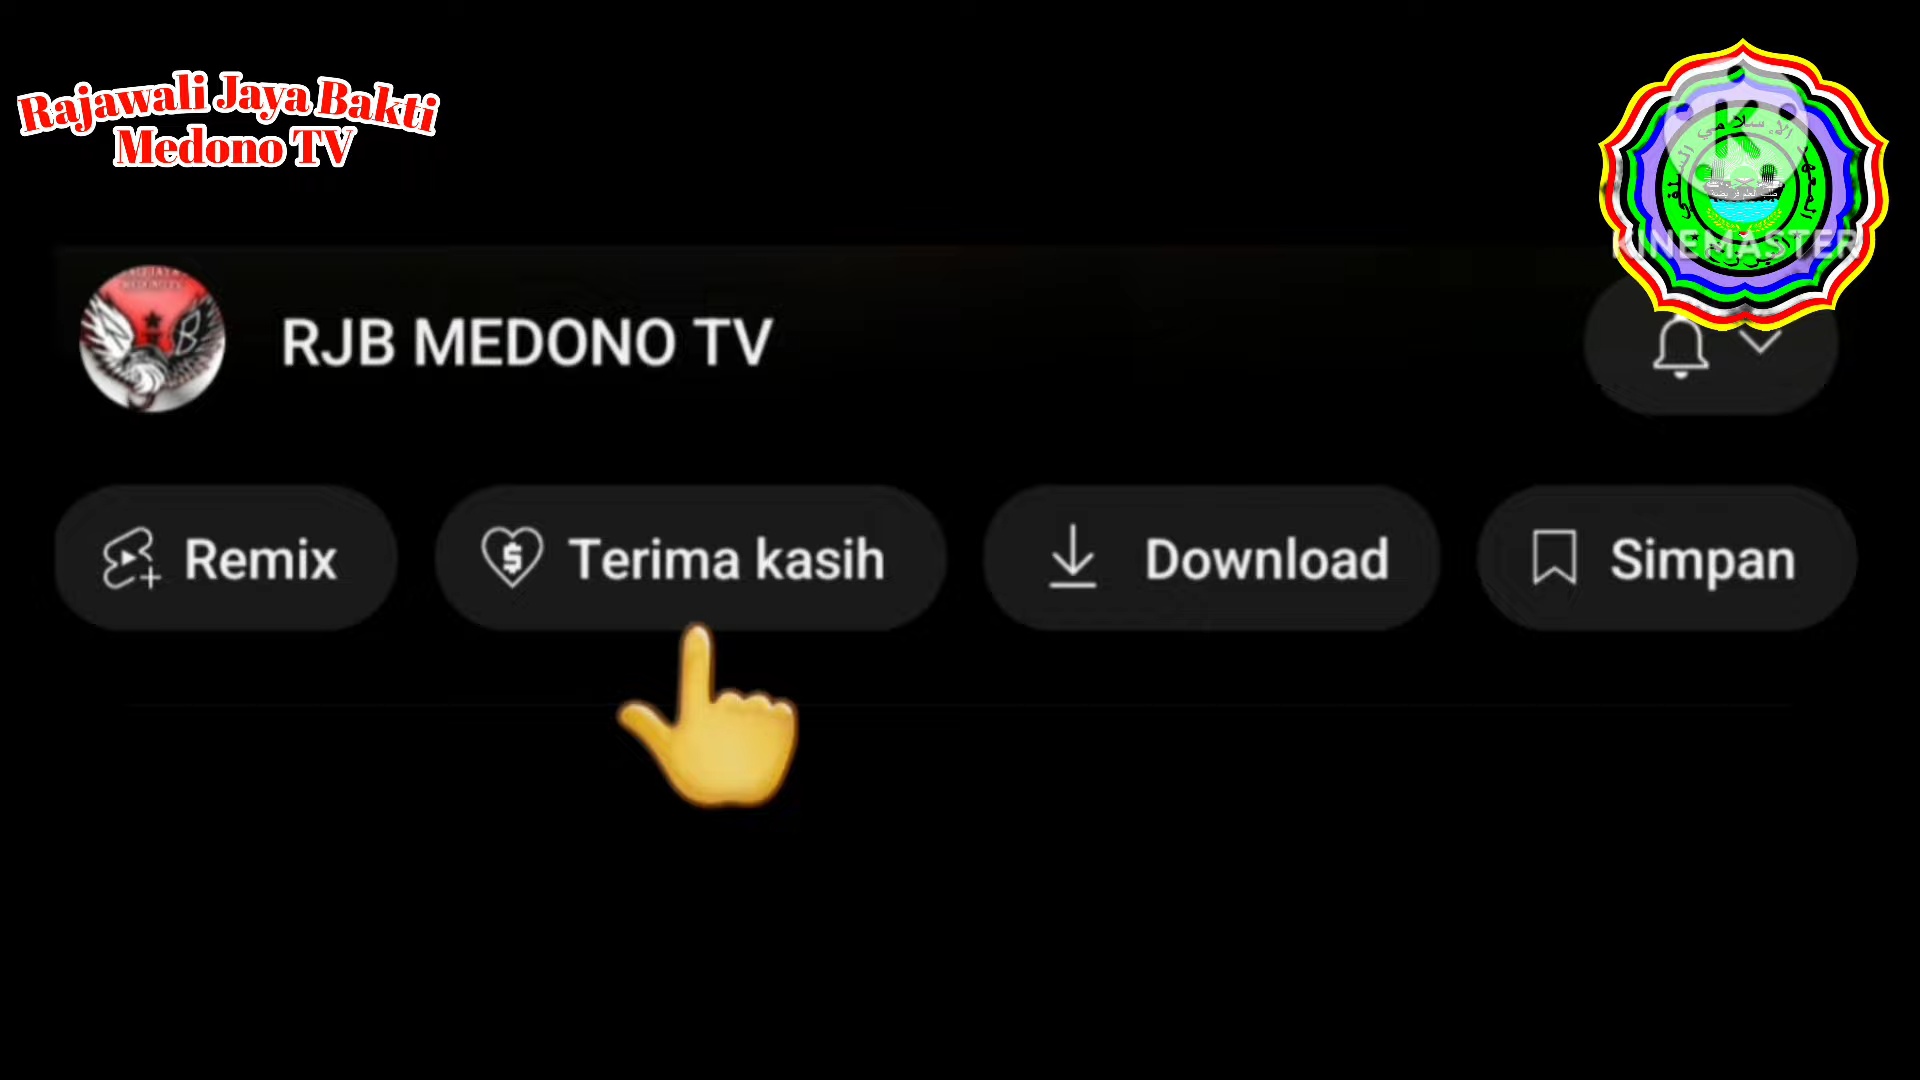 Rajawali Jaya Bakti
Medono TV
KINEMASTER
RJB MEDONO TV
Remix
Terima kasih
Download
Simpan